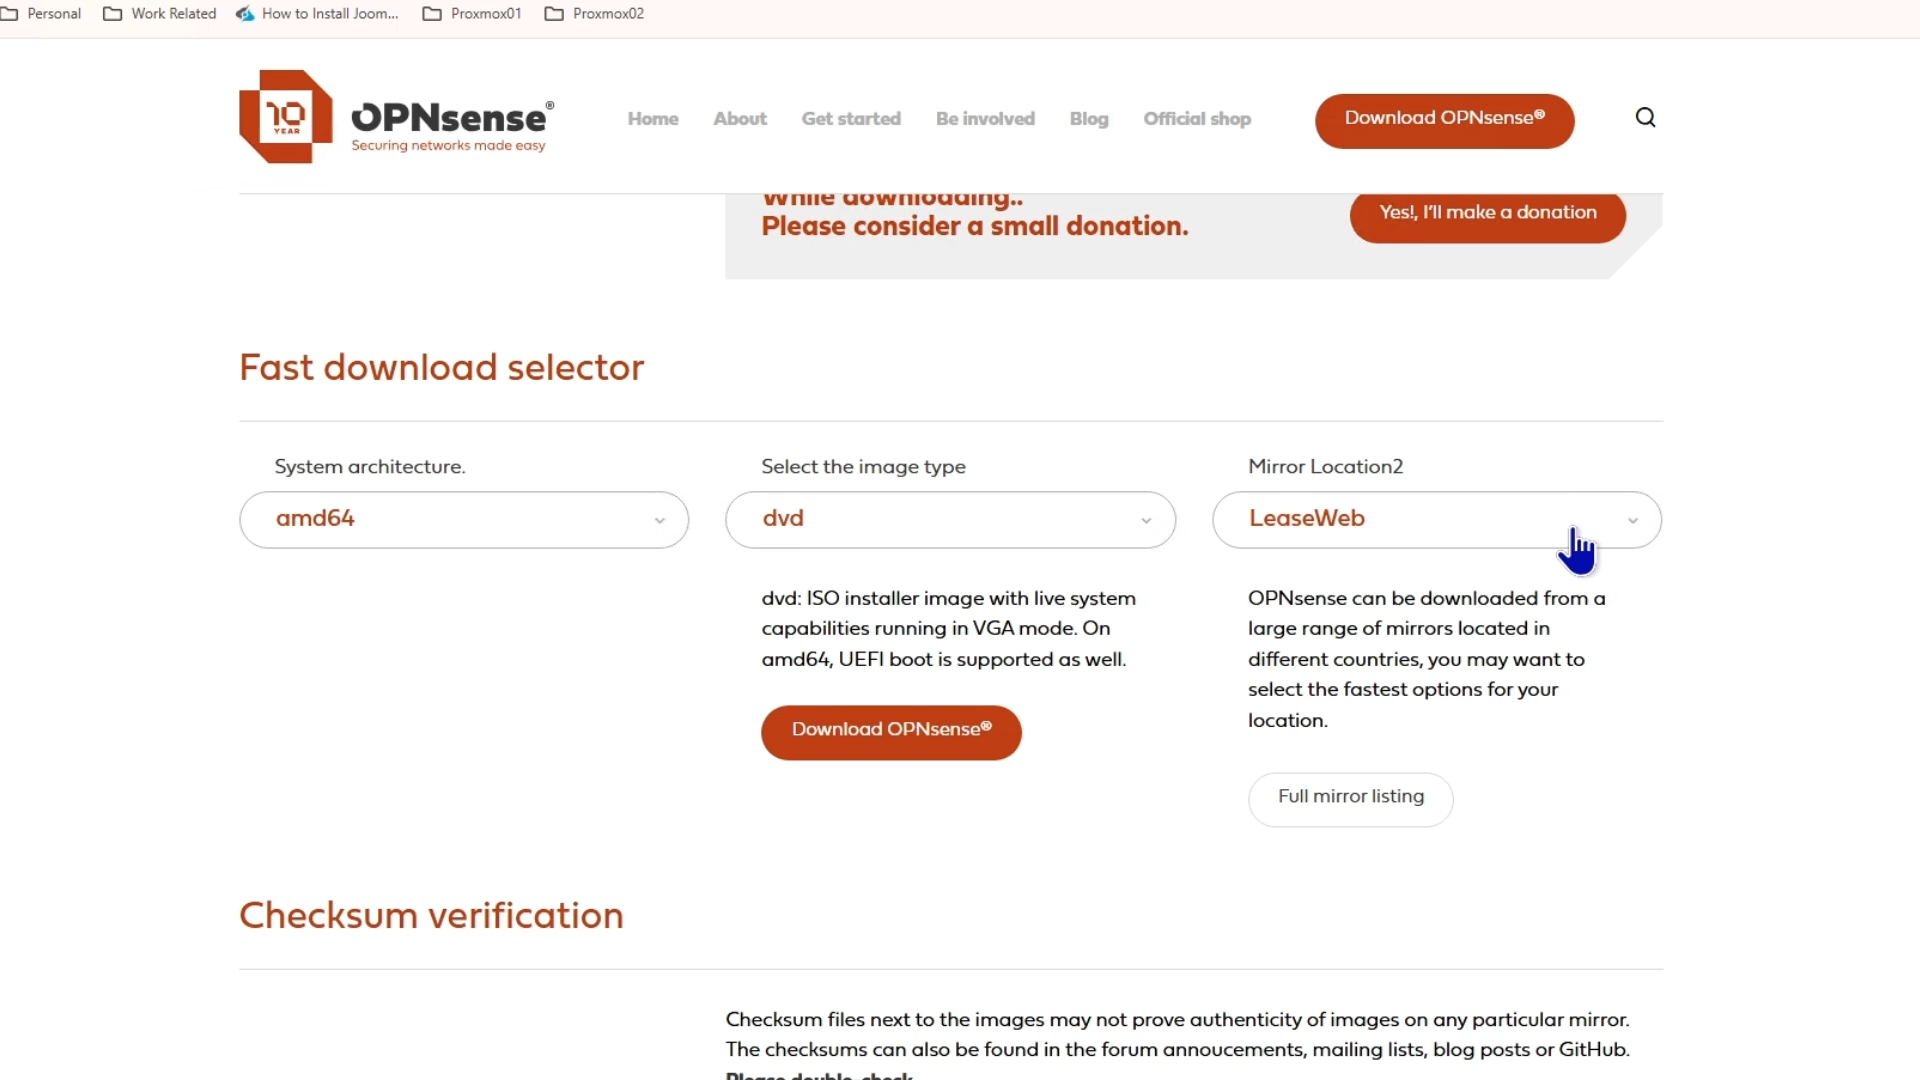 Personal
Work Related
How to Install Joom...
Proxmox01
Proxmox02
10
YEAR
OPNsense®
Securing networks made easy
Home
About
Get started
Be involved
Blog
Official shop
Download OPNsense®
While downloading..
Please consider a small donation.
Yes!, I'll make a donation
Fast download selector
System architecture.
amd64
Select the image type
dvd
dvd: ISO installer image with live system
capabilities running in VGA mode. On
amd64, UEFI boot is supported as well.
Download OPNsense®
Mirror Location2
LeaseWeb
OPNsense can be downloaded from a
large range of mirrors located in
different countries, you may want to
select the fastest options for your
location.
Full mirror listing
Checksum verification
Checksum files next to the images may not prove authenticity of images on any particular mirror.
The checksums can also be found in the forum annoucements, mailing lists, blog posts or GitHub.
Please double-check